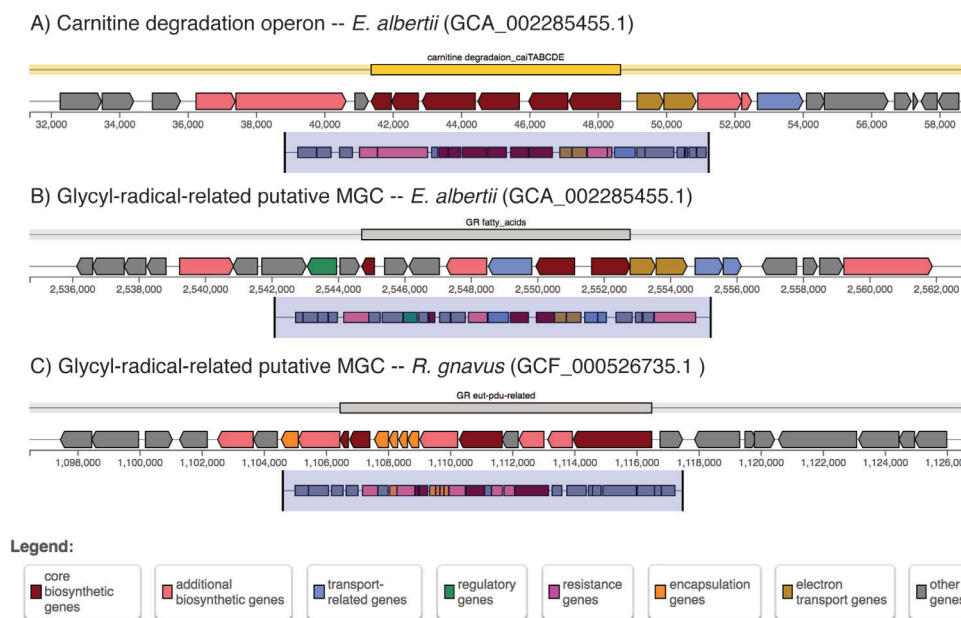 A) Carnitine degradation operon -- E. albertii (GCA_002285455.1)
carnitine degradaion_caiTABCDE
32,000 34,000 36,000 38,000 40,000 42,000 44,000 46,000 48,000 50,000 52,000 54,000 56,000 58,000
B) Glycyl-radical-related putative MGC -- E. albertii (GCA_002285455.1)
GR fatty_acids
2,536,000 2,538,000 2,540,000 2,542,000 2,544,000 2,546,000 2,548,000 2,550,000 2,552,000 2,554,000 2,556,000 2,558,000 2,560,000 2,562,000
C) Glycyl-radical-related putative MGC -- R. gnavus (GCF_000526735.1 )
GR eut-pdu-related
1,098,000 1,100,000 1,102,000 1,104,000 1,106,000 1,108,000 1,110,000 1,112,000 1,114,000 1,116,000 1,118,000 1,120,000 1,122,000 1,124,000 1,126,0
Legend:
core
biosynthetic
genes
additional
biosynthetic genes
transport-
related genes
regulatory
genes
resistance
genes
encapsulation
genes
electron
transport genes
other
genes